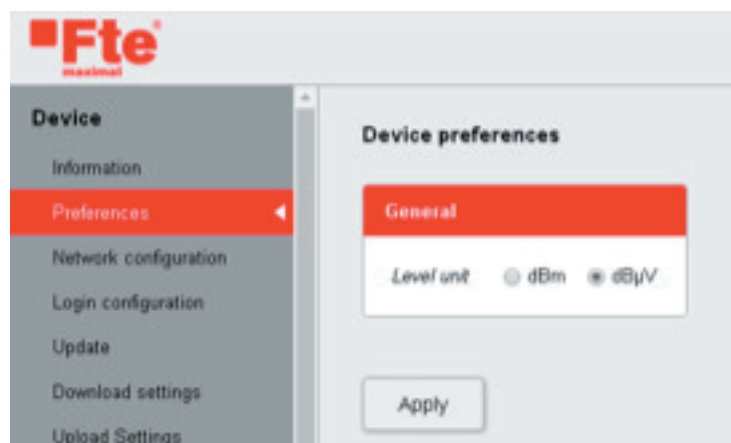 Fte
maximal
Device
Information
Preferences
Network configuration
Login configuration
Update
Download settings
Upload Settings
Device preferences
General
Level unit dBm dBµV
Apply